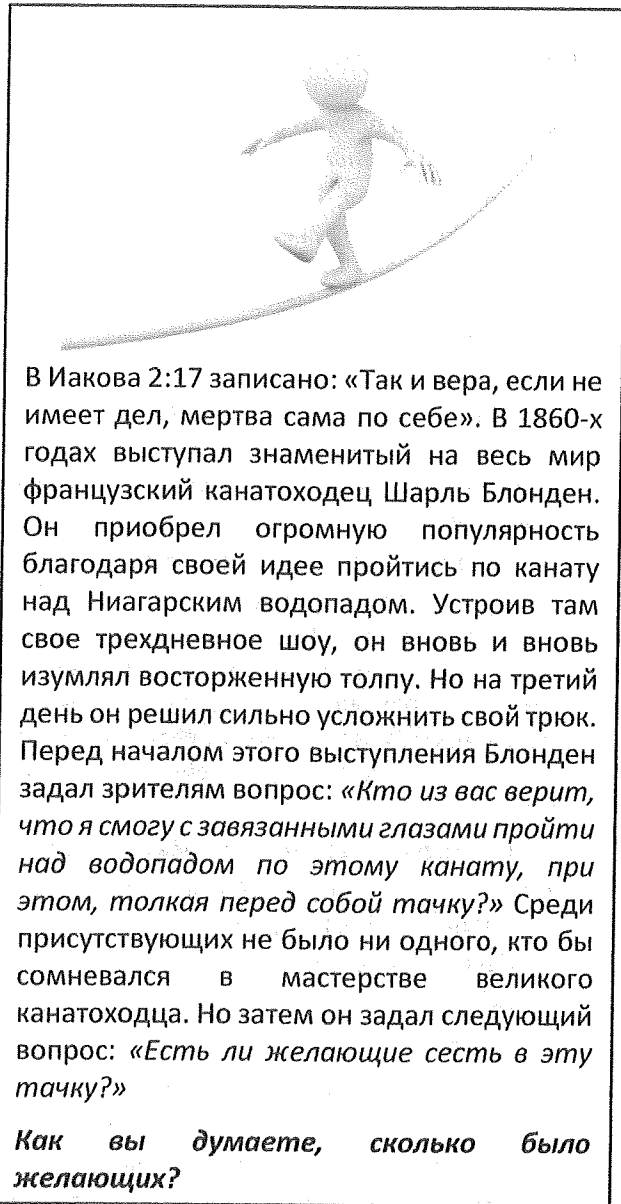 В Иакова 2:17 записано: «Так и вера, если не
имеет дел, мертва сама по себе». В 1860-х
годах выступал знаменитый на весь мир
французский канатоходец Шарль Блонден.
Он приобрел огромную популярность
благодаря своей идее пройтись по канату
над Ниагарским водопадом. Устроив там
свое трехдневное шоу, он вновь и вновь
изумлял восторженную толпу. Но на третий
день он решил сильно усложнить свой трюк.
Перед началом этого выступления Блонден
задал зрителям вопрос: «Кто из вас верит,
что я смогу с завязанными глазами пройти
над водопадом по этому канату, при
этом, толкая перед собой тачку?» Среди
присутствующих не было ни одного, кто бы
сомневался в мастерстве великого
канатоходца. Но затем он задал следующий
вопрос: «Есть ли желающие сесть в эту
тачку?»
Как вы думаете, сколько было
желающих?